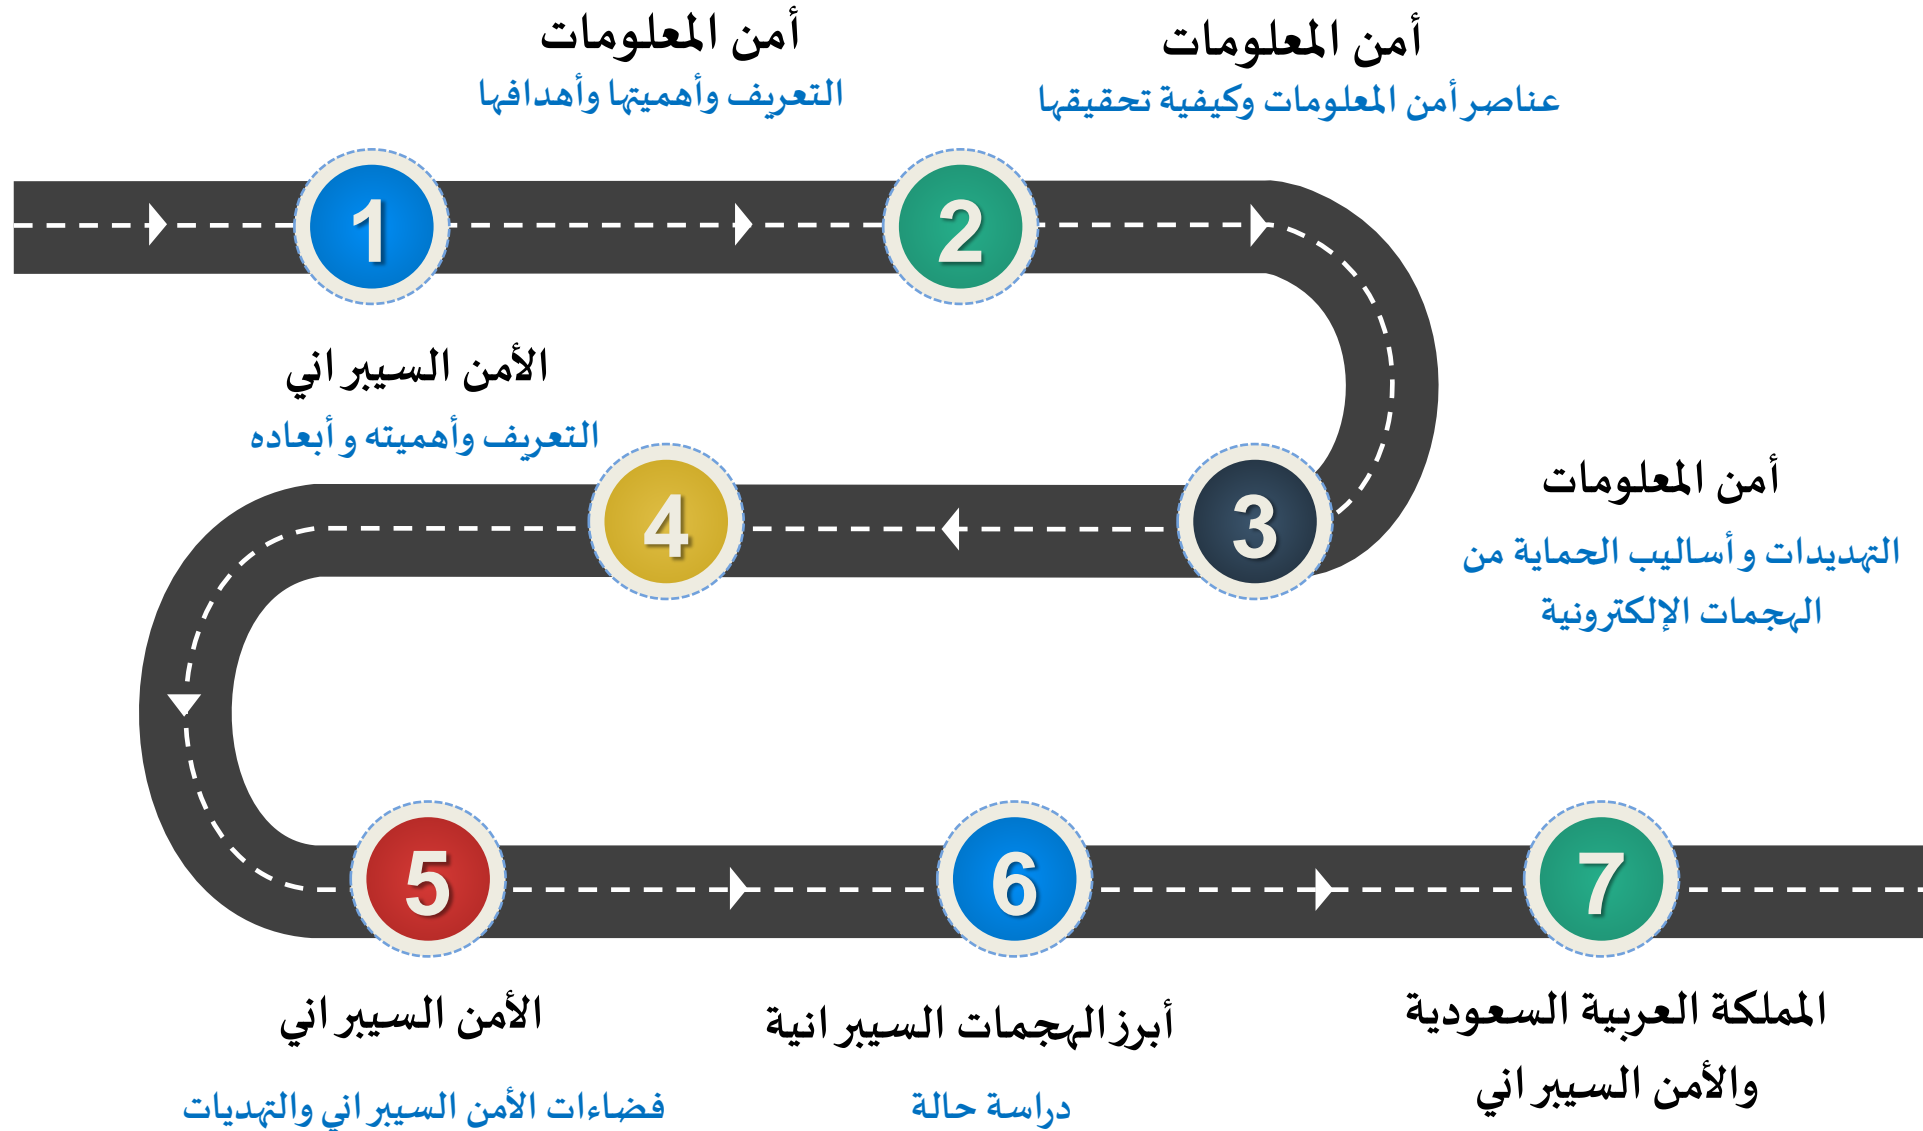 أمن المعلومات
التعريف وأهميتها وأهدافها
1
أمن المعلومات
عناصر أمن المعلومات وكيفية تحقيقها
2
أمن المعلومات
التهديدات وأساليب الحماية من
الهجمات الإلكترونية
3
الأمن السيبراني
التعريف وأهميته وأبعاده
4
5
الأمن السيبراني
فضاءات الأمن السيبراني والتهديات
6
أبرز الهجمات السيبرانية
دراسة حالة
7
المملكة العربية السعودية
والأمن السيبراني